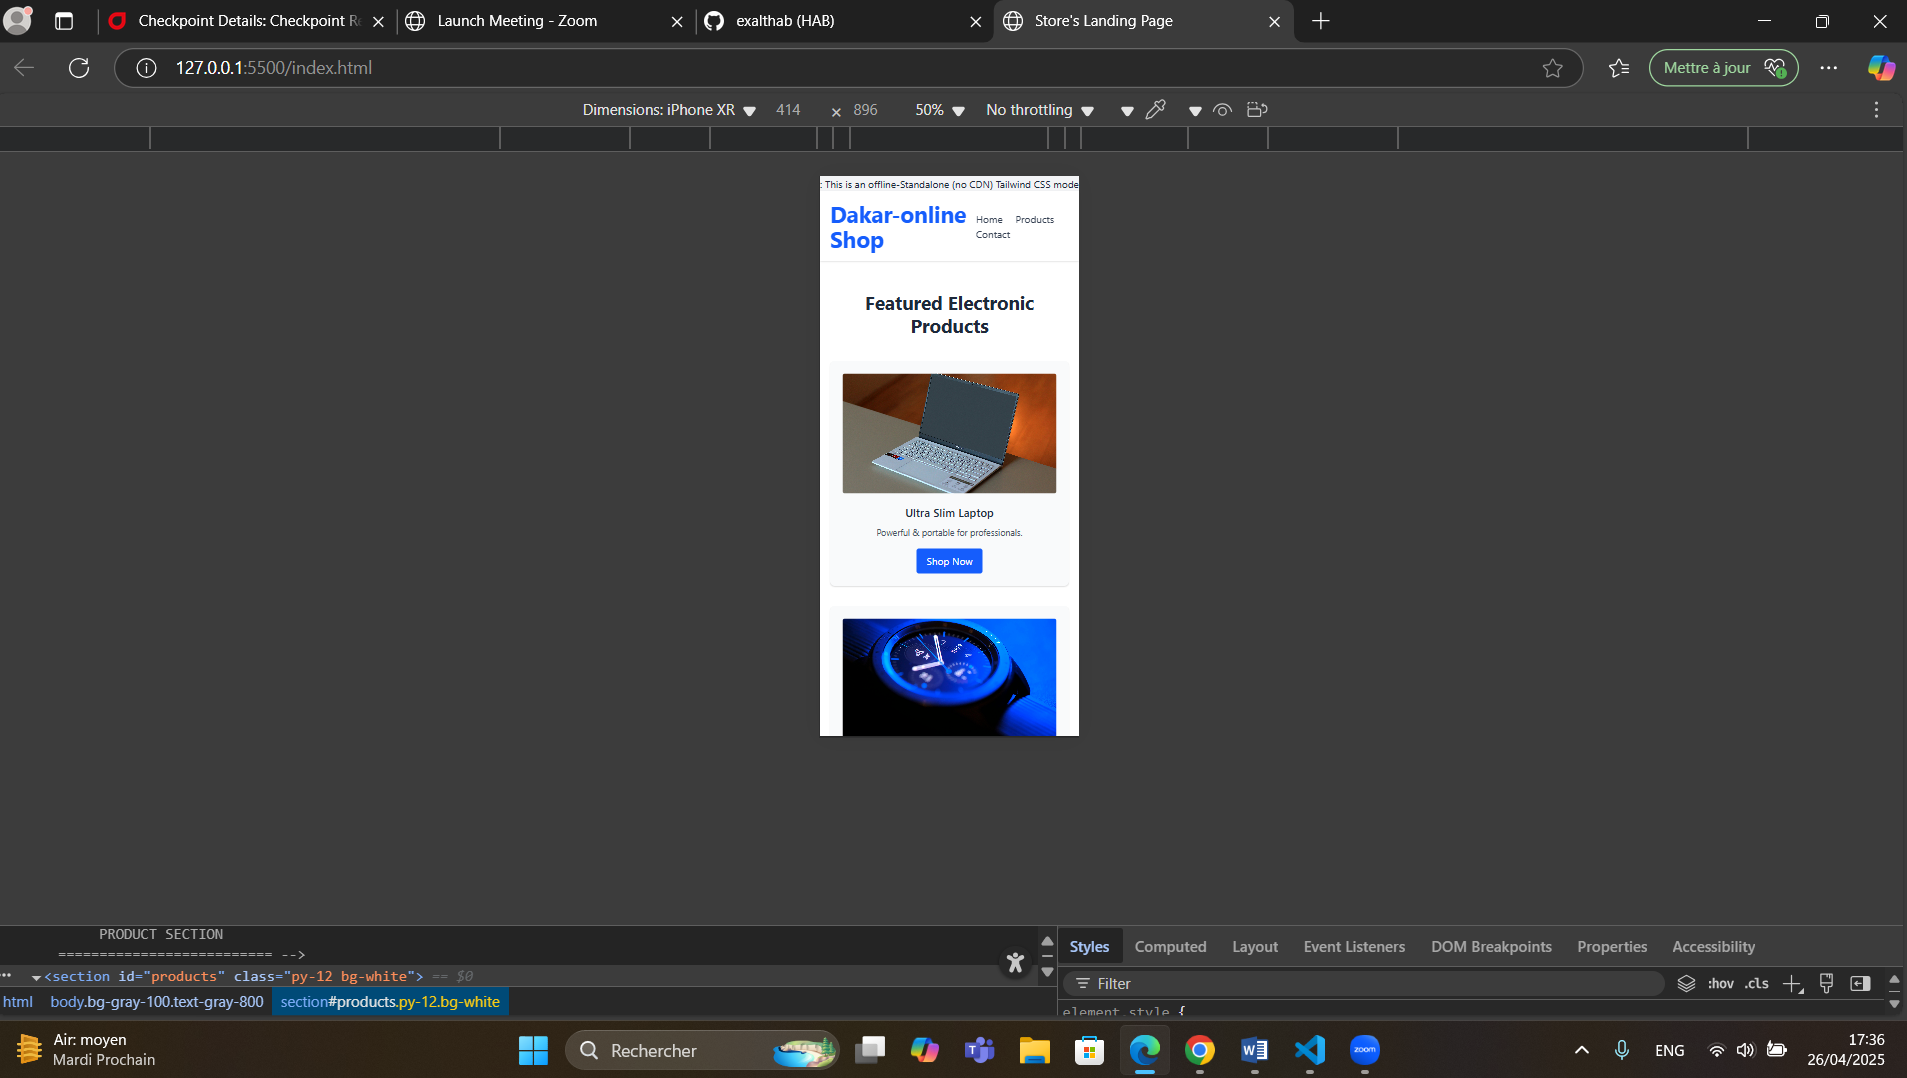 Checkpoint Details: Checkpoint Re
Launch Meeting - Zoom
exalthab (HAB)
Store's Landing Page
127.0.0.1:5500/index.html
Mettre à jour
Dimensions: iPhone XR
414
×
896
50%
No throttling
: This is an offline-Standalone (no CDN) Tailwind CSS mode
Dakar-online
Shop
Home
Products
Contact
Featured Electronic
Products
Ultra Slim Laptop
Powerful & portable for professionals.
Shop Now
PRODUCT SECTION
========================== -->
<section id="products" class="py-12 bg-white"> == $0
html
body.bg-gray-100.text-gray-800
section#products.py-12.bg-white
Styles
Computed
Layout
Event Listeners
DOM Breakpoints
Properties
Accessibility
Filter
:hov
.cls
element.style {
Air: moyen
Mardi Prochain
Rechercher
zoom
ENG
17:36
26/04/2025